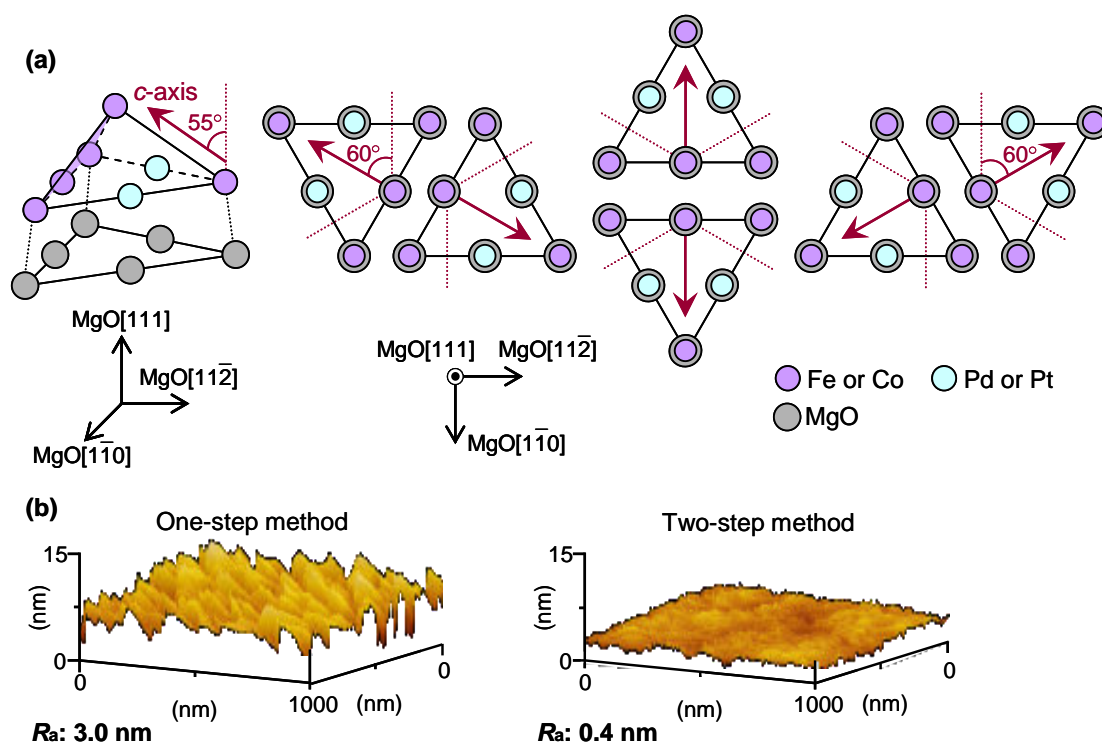 (a)
c-axis
55°
60°
60°
MgO[111]
MgO[112̅]
MgO[11̅0]
MgO[111]
MgO[112̅]
MgO[11̅0]
Fe or Co
Pd or Pt
MgO
(b)
One-step method
Two-step method
15
(nm)
0
0
(nm)
1000
(nm)
0
Ra: 3.0 nm
15
(nm)
0
0
(nm)
1000
(nm)
0
Ra: 0.4 nm